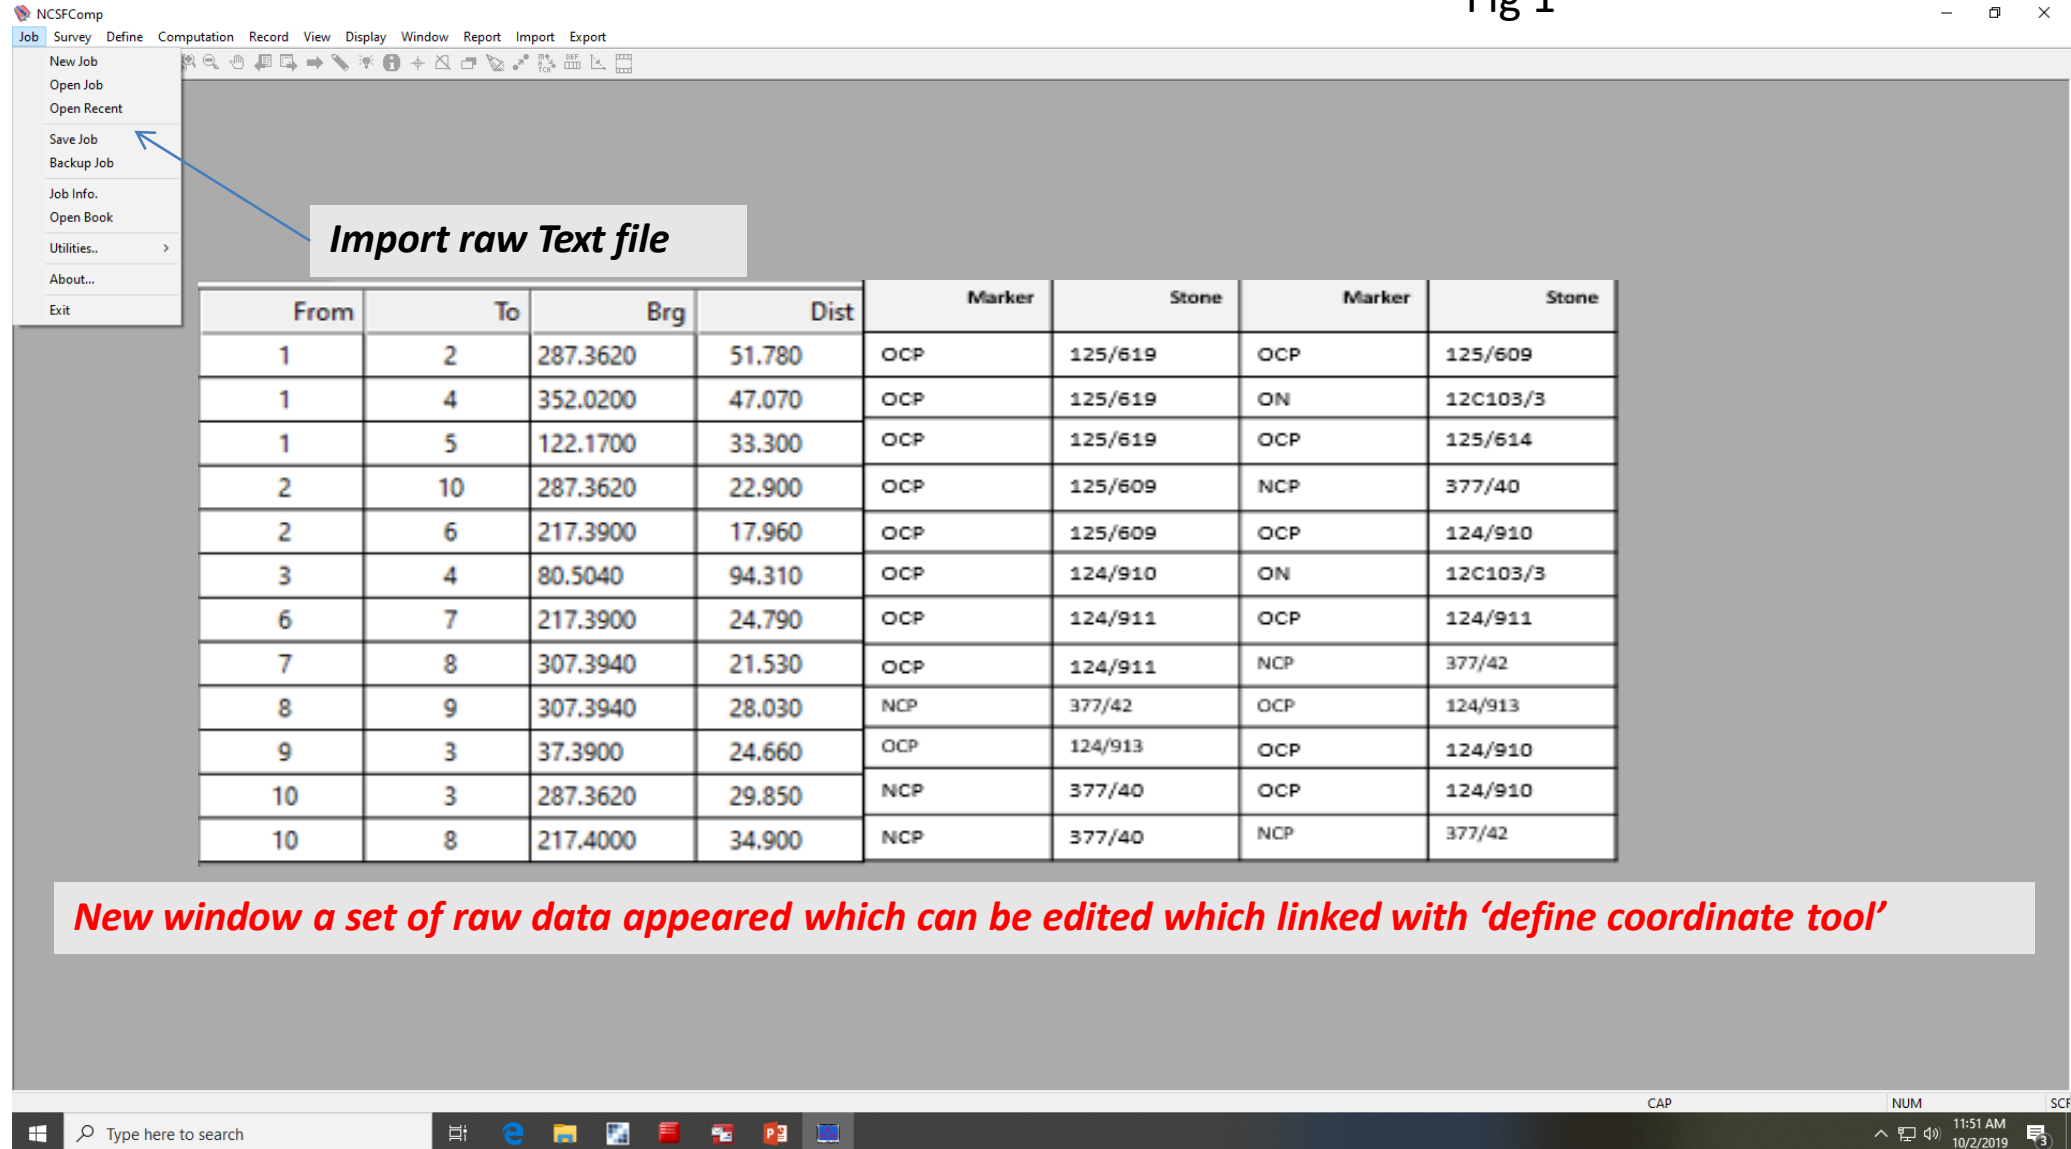 Fig 1
NCSFComp
Job Survey Define Computation Record View Display Window Report Import Export
New Job
Open Job
Open Recent
Save Job
Backup Job
Job Info.
Open Book
Utilities.. >
About...
Exit
Import raw Text file
From To Brg Dist Marker Stone Marker Stone
1 2 287.3620 51.780 OCP 125/619 OCP 125/609
1 4 352.0200 47.070 OCP 125/619 ON 12C103/3
1 5 122.1700 33.300 OCP 125/619 OCP 125/614
2 10 287.3620 22.900 OCP 125/609 NCP 377/40
2 6 217.3900 17.960 OCP 125/609 OCP 124/910
3 4 80.5040 94.310 OCP 124/910 ON 12C103/3
6 7 217.3900 24.790 OCP 124/911 OCP 124/911
7 8 307.3940 21.530 OCP 124/911 NCP 377/42
8 9 307.3940 28.030 NCP 377/42 OCP 124/913
9 3 37.3900 24.660 OCP 124/913 OCP 124/910
10 3 287.3620 29.850 NCP 377/40 OCP 124/910
10 8 217.4000 34.900 NCP 377/40 NCP 377/42
New window a set of raw data appeared which can be edited which linked with ‘define coordinate tool’
CAP NUM SCR
Type here to search
11:51 AM
10/2/2019
3